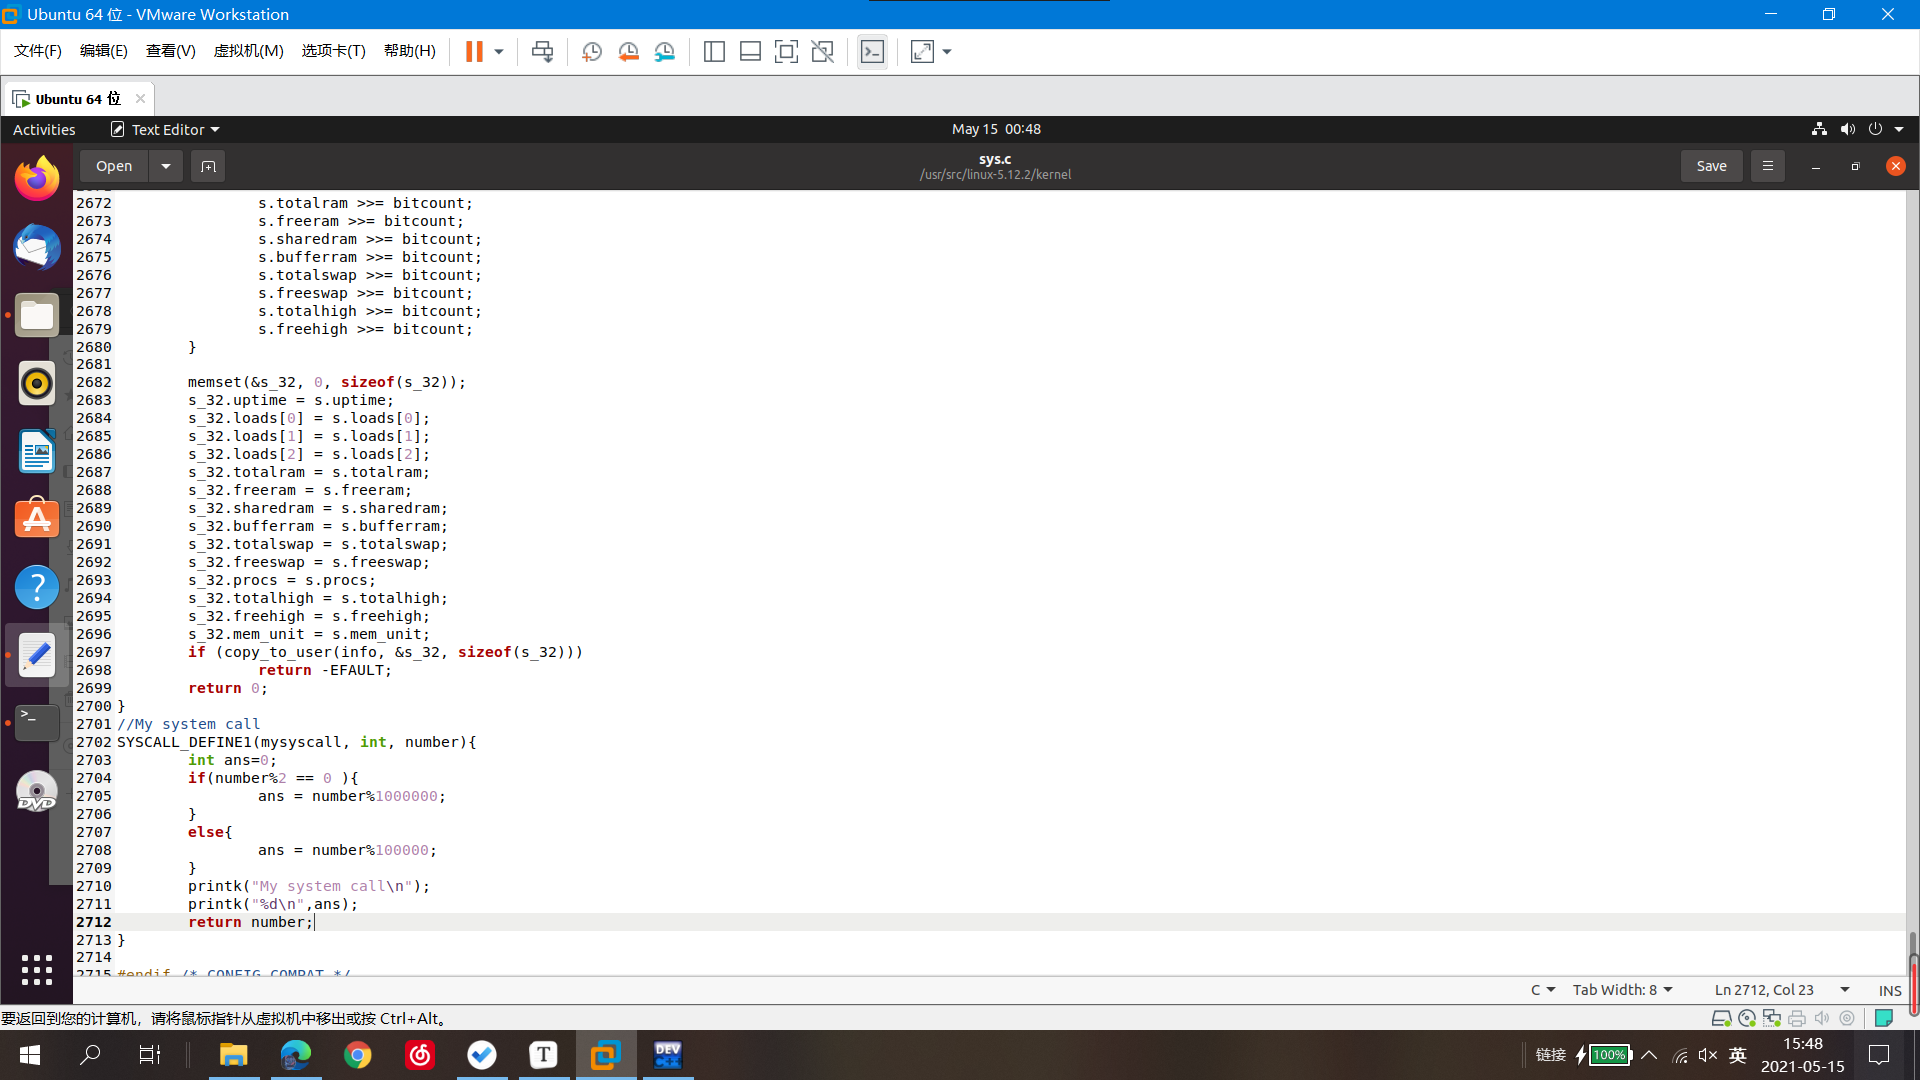 Ubuntu 64 位 - VMware Workstation
文件(F) 编辑(E) 查看(V) 虚拟机(M) 选项卡(T) 帮助(H)
Ubuntu 64 位
Activities Text Editor May 15 00:48
Open sys.c Save
/usr/src/linux-5.12.2/kernel
2672 s.totalram >>= bitcount;
2673 s.freeram >>= bitcount;
2674 s.sharedram >>= bitcount;
2675 s.bufferram >>= bitcount;
2676 s.totalswap >>= bitcount;
2677 s.freeswap >>= bitcount;
2678 s.totalhigh >>= bitcount;
2679 s.freehigh >>= bitcount;
2680 }
2681
2682 memset(&s_32, 0, sizeof(s_32));
2683 s_32.uptime = s.uptime;
2684 s_32.loads[0] = s.loads[0];
2685 s_32.loads[1] = s.loads[1];
2686 s_32.loads[2] = s.loads[2];
2687 s_32.totalram = s.totalram;
2688 s_32.freeram = s.freeram;
2689 s_32.sharedram = s.sharedram;
2690 s_32.bufferram = s.bufferram;
2691 s_32.totalswap = s.totalswap;
2692 s_32.freeswap = s.freeswap;
2693 s_32.procs = s.procs;
2694 s_32.totalhigh = s.totalhigh;
2695 s_32.freehigh = s.freehigh;
2696 s_32.mem_unit = s.mem_unit;
2697 if (copy_to_user(info, &s_32, sizeof(s_32)))
2698 return -EFAULT;
2699 return 0;
2700 }
2701 //My system call
2702 SYSCALL_DEFINE1(mysyscall, int, number){
2703 int ans=0;
2704 if(number%2 == 0 ){
2705 ans = number%1000000;
2706 }
2707 else{
2708 ans = number%100000;
2709 }
2710 printk("My system call\n");
2711 printk("%d\n",ans);
2712 return number;
2713 }
2714
2715 #endif /* CONFIG_COMPAT */
C Tab Width: 8 Ln 2712, Col 23 INS
DVD
要返回到您的计算机，请将鼠标指针从虚拟机中移出或按 Ctrl+Alt。
T DEV C++ 链接 100% 英 15:48
2021-05-15